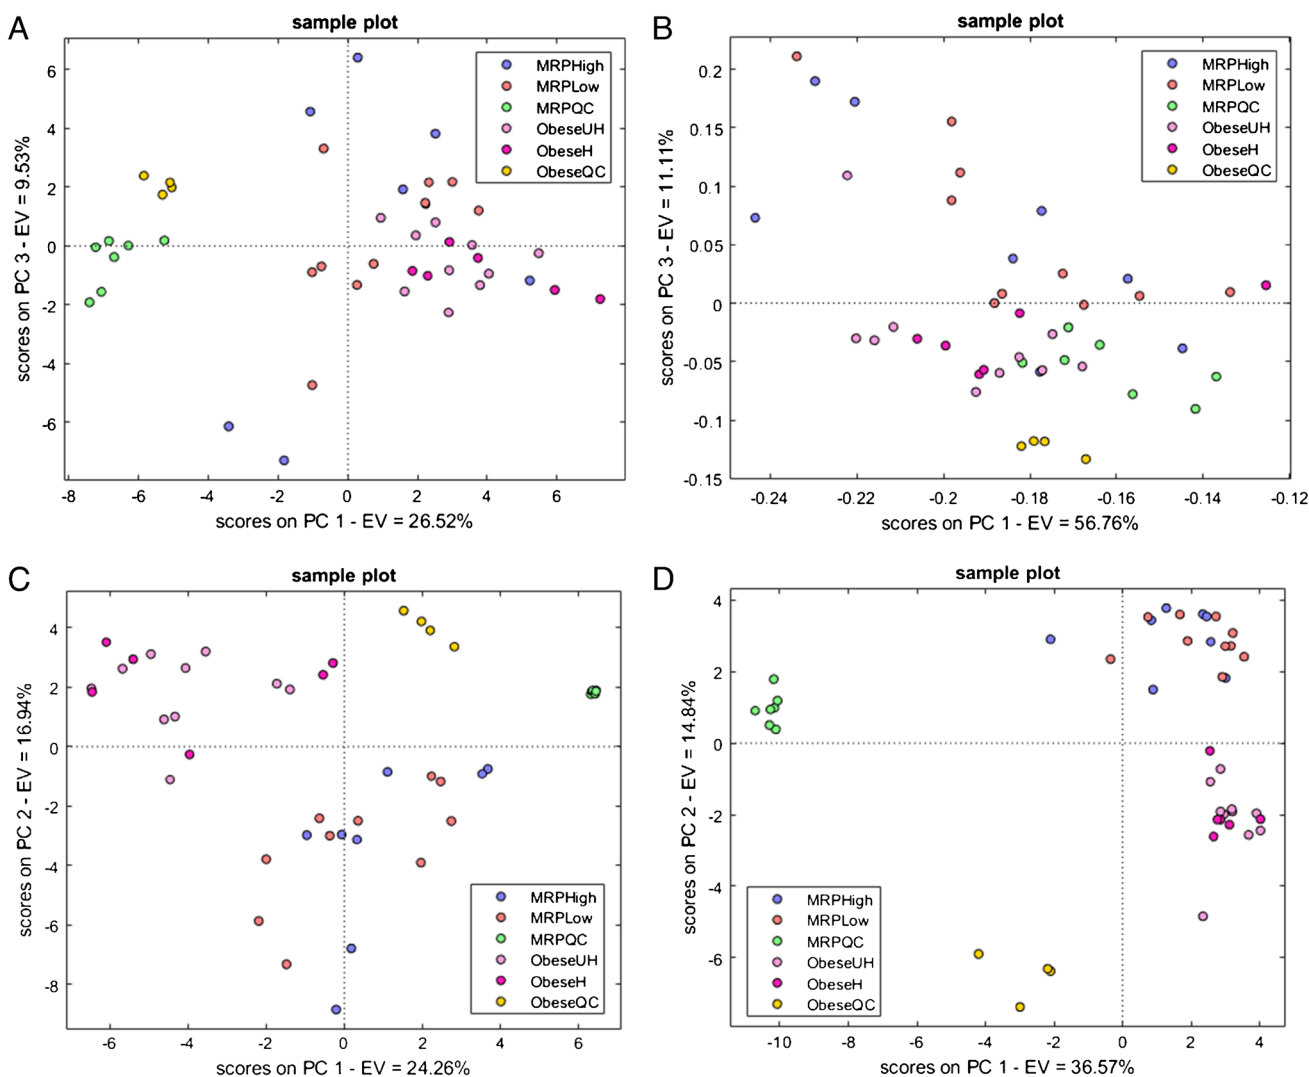 A
sample plot
scores on PC 3 - EV = 9.53%
6
4
2
0
-2
-4
-6
-8 -6 -4 -2 0 2 4 6
scores on PC 1 - EV = 26.52%
MRPHigh
MRPLow
MRPQC
ObeseUH
ObeseH
ObeseQC
B
sample plot
scores on PC 3 - EV = 11.11%
0.2
0.15
0.1
0.05
0
-0.05
-0.1
-0.15
-0.24 -0.22 -0.2 -0.18 -0.16 -0.14 -0.12
scores on PC 1 - EV = 56.76%
MRPHigh
MRPLow
MRPQC
ObeseUH
ObeseH
ObeseQC
C
sample plot
scores on PC 2 - EV = 16.94%
4
2
0
-2
-4
-6
-8
-6 -4 -2 0 2 4 6
scores on PC 1 - EV = 24.26%
MRPHigh
MRPLow
MRPQC
ObeseUH
ObeseH
ObeseQC
D
sample plot
scores on PC 2 - EV = 14.84%
4
2
0
-2
-4
-6
-10 -8 -6 -4 -2 0 2 4
scores on PC 1 - EV = 36.57%
MRPHigh
MRPLow
MRPQC
ObeseUH
ObeseH
ObeseQC